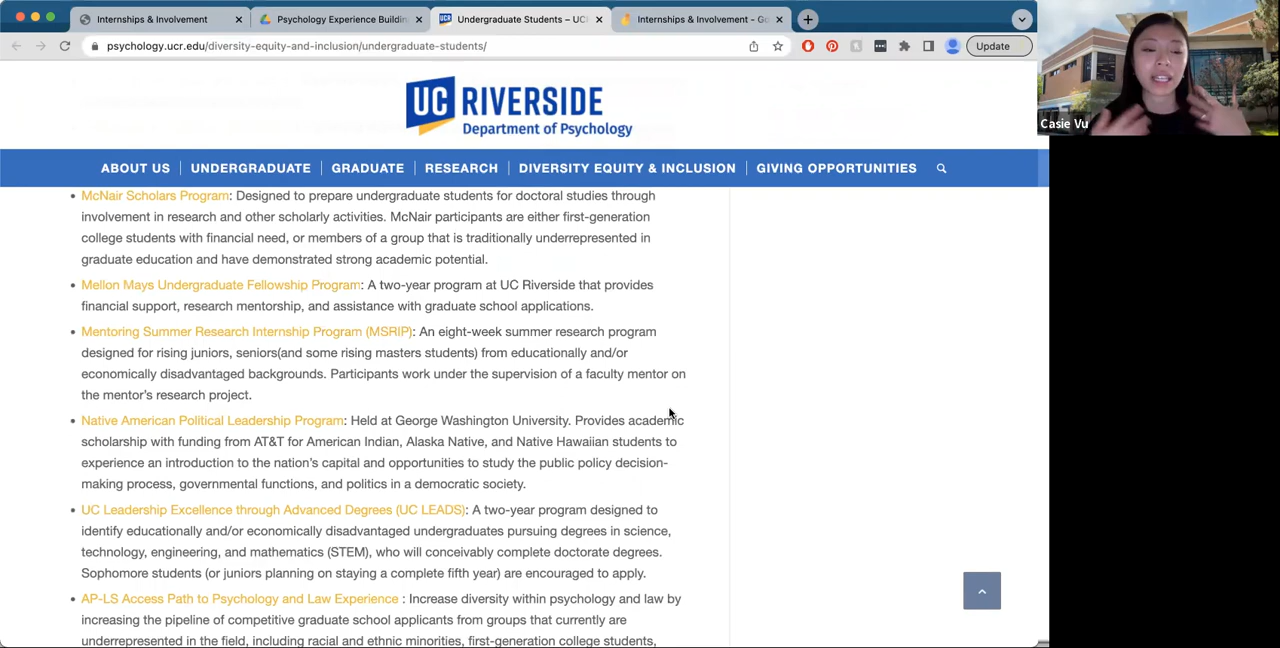 Internships & Involvement
Psychology Experience Buildin
Undergraduate Students – UC
Internships & Involvement - Go
psychology.ucr.edu/diversity-equity-and-inclusion/undergraduate-students/
Update
UC RIVERSIDE
Department of Psychology
ABOUT US
UNDERGRADUATE
GRADUATE
RESEARCH
DIVERSITY EQUITY & INCLUSION
GIVING OPPORTUNITIES
McNair Scholars Program: Designed to prepare undergraduate students for doctoral studies through
involvement in research and other scholarly activities. McNair participants are either first-generation
college students with financial need, or members of a group that is traditionally underrepresented in
graduate education and have demonstrated strong academic potential.
Mellon Mays Undergraduate Fellowship Program: A two-year program at UC Riverside that provides
financial support, research mentorship, and assistance with graduate school applications.
Mentoring Summer Research Internship Program (MSRIP): An eight-week summer research program
designed for rising juniors, seniors(and some rising masters students) from educationally and/or
economically disadvantaged backgrounds. Participants work under the supervision of a faculty mentor on
the mentor's research project.
Native American Political Leadership Program: Held at George Washington University. Provides academic
scholarship with funding from AT&T for American Indian, Alaska Native, and Native Hawaiian students to
experience an introduction to the nation's capital and opportunities to study the public policy decision-
making process, governmental functions, and politics in a democratic society.
UC Leadership Excellence through Advanced Degrees (UC LEADS): A two-year program designed to
identify educationally and/or economically disadvantaged undergraduates pursuing degrees in science,
technology, engineering, and mathematics (STEM), who will conceivably complete doctorate degrees.
Sophomore students (or juniors planning on staying a complete fifth year) are encouraged to apply.
AP-LS Access Path to Psychology and Law Experience : Increase diversity within psychology and law by
increasing the pipeline of competitive graduate school applicants from groups that currently are
underrepresented in the field, including racial and ethnic minorities, first-generation college students,
Casie Vu